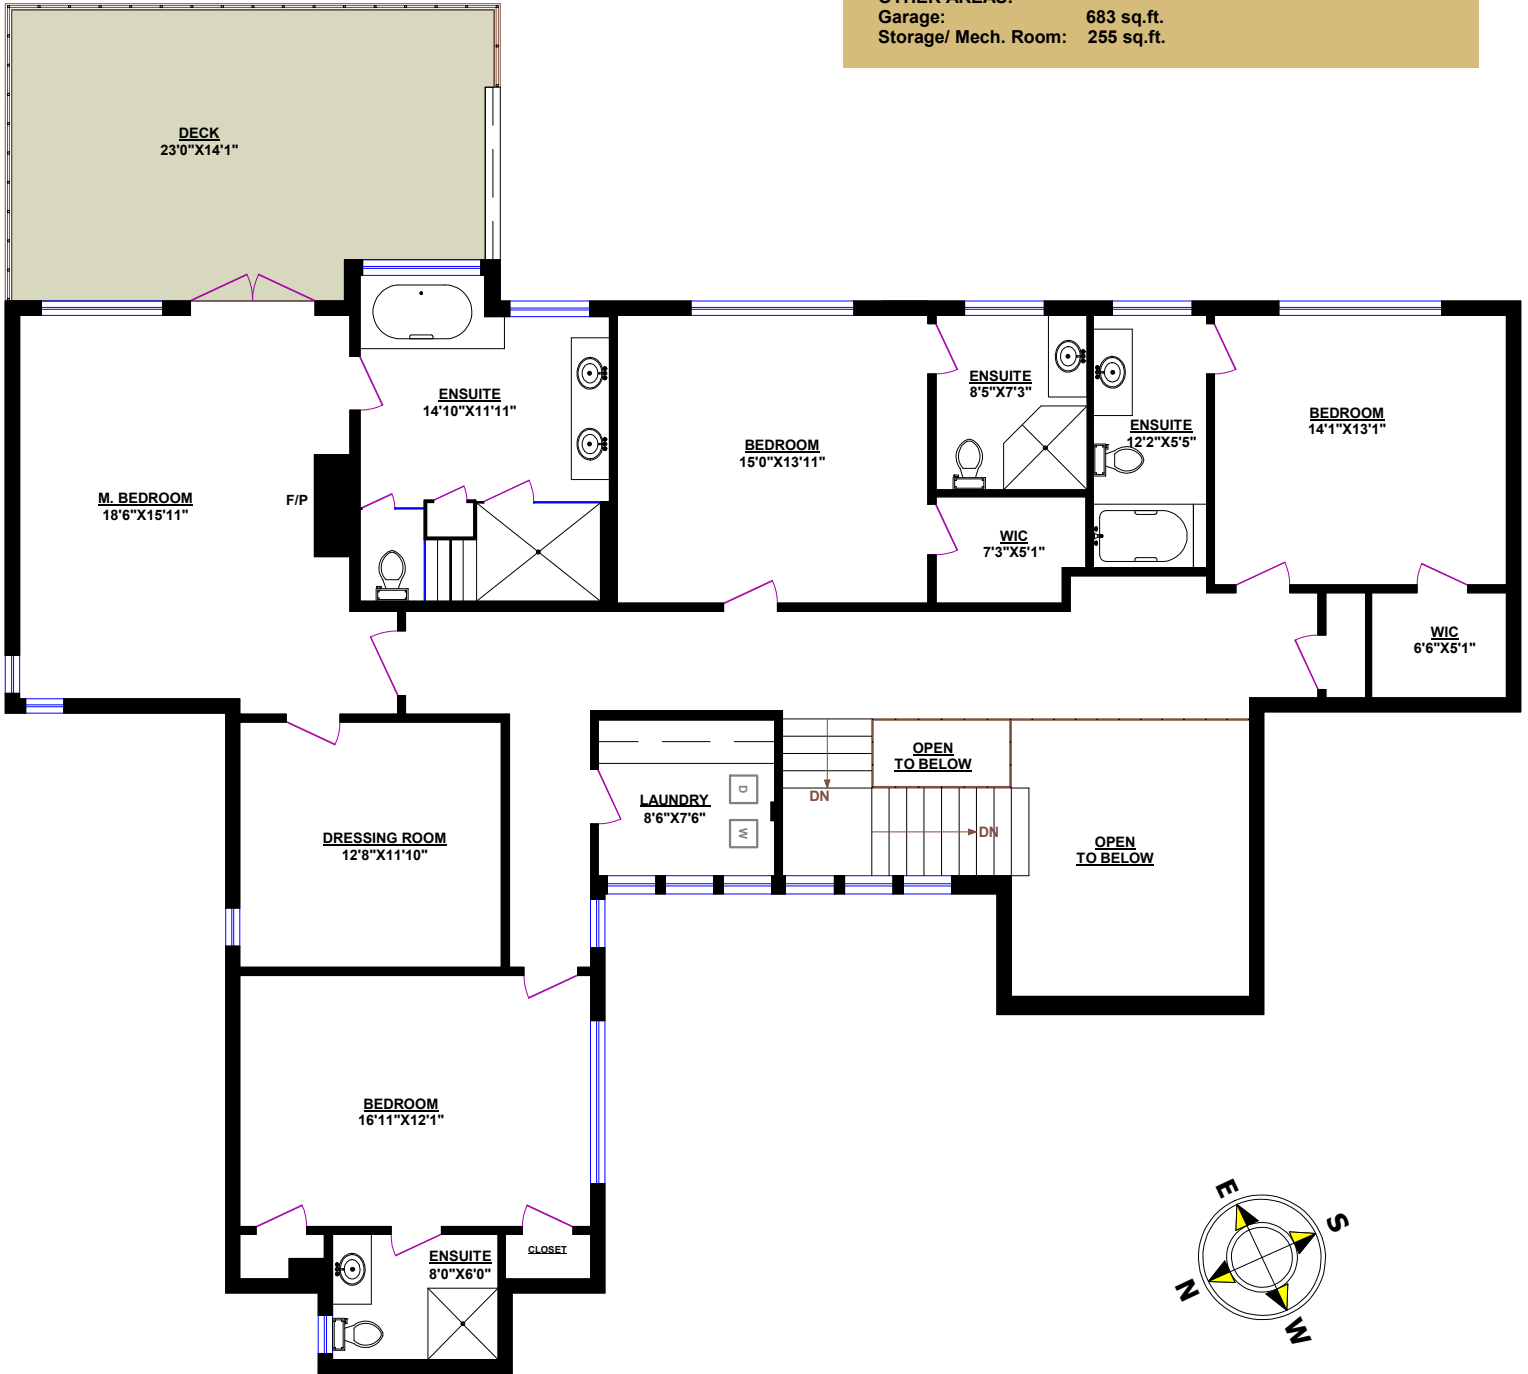 OTHER AREAS:
Garage: 683 sq.ft.
Storage/ Mech. Room: 255 sq.ft.
DECK
23'0"X14'1"
ENSUITE
14'10"X11'11"
ENSUITE
8'5"X7'3"
ENSUITE
12'2"X5'5"
BEDROOM
14'1"X13'1"
BEDROOM
15'0"X13'11"
M. BEDROOM
18'6"X15'11"
F/P
WIC
7'3"X5'1"
WIC
6'6"X5'1"
OPEN
TO BELOW
DN
LAUNDRY
8'6"X7'6"
D
W
DN
OPEN
TO BELOW
DRESSING ROOM
12'8"X11'10"
BEDROOM
16'11"X12'1"
ENSUITE
8'0"X6'0"
CLOSET
E
S
N
W